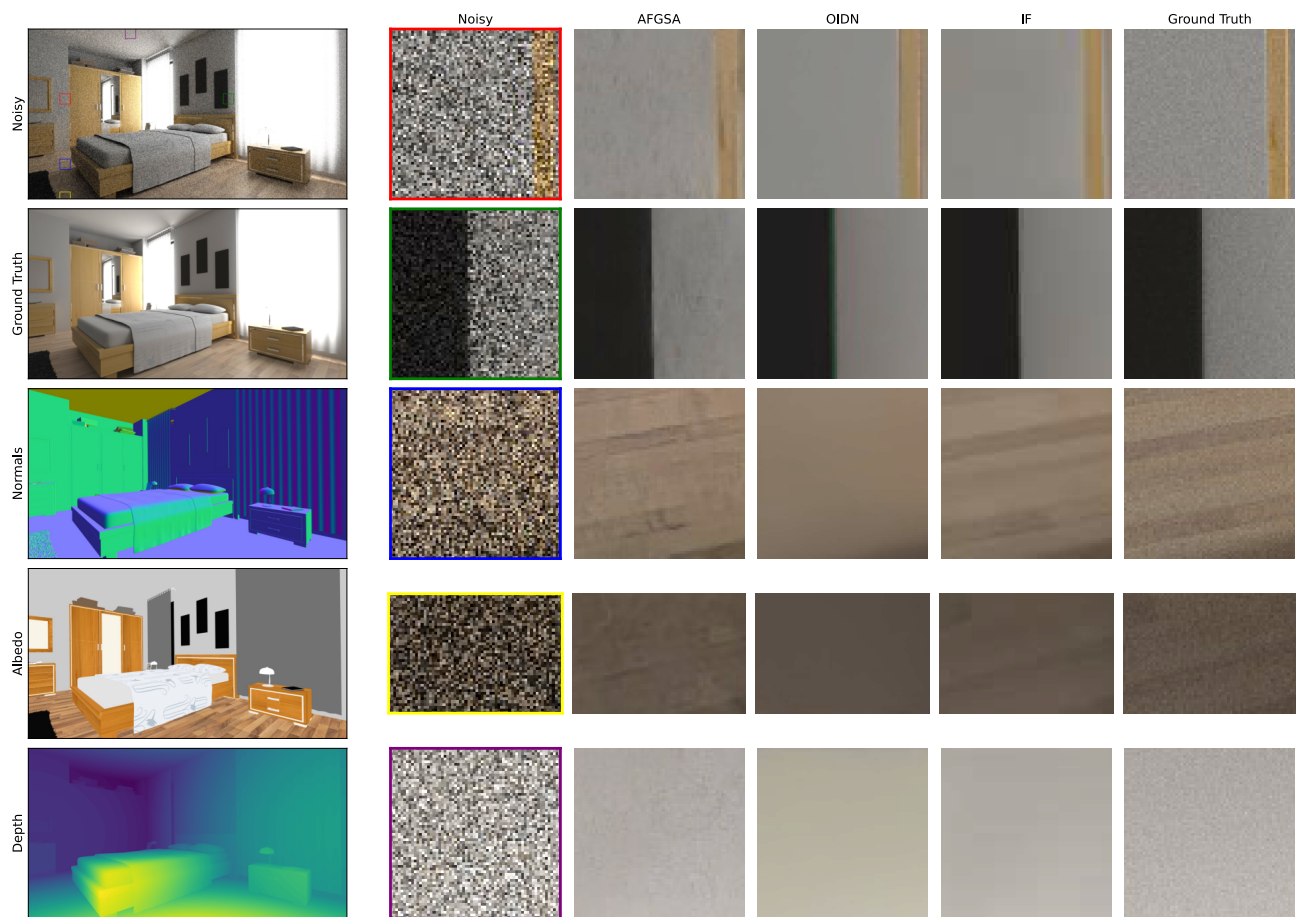 Noisy AFGSA OIDN IF Ground Truth
Noisy
Ground Truth
Normals
Albedo
Depth